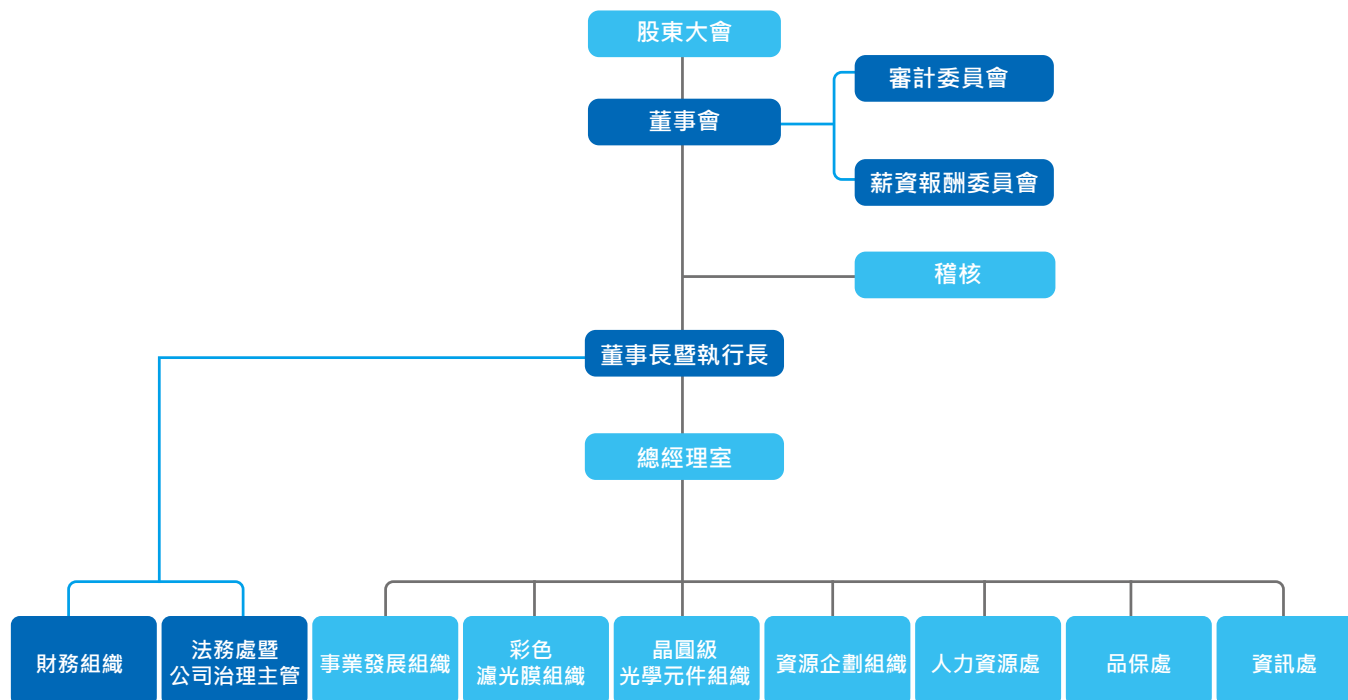 股東大會
審計委員會
董事會
薪資報酬委員會
稽核
董事長暨執行長
總經理室
財務組織
法務處暨
公司治理主管
事業發展組織
彩色
濾光膜組織
晶圓級
光學元件組織
資源企劃組織
人力資源處
品保處
資訊處